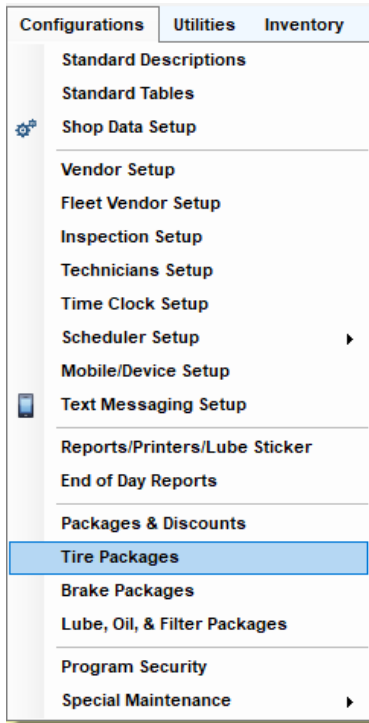 Configurations Utilities Inventory
Standard Descriptions
Standard Tables
Shop Data Setup
Vendor Setup
Fleet Vendor Setup
Inspection Setup
Technicians Setup
Time Clock Setup
Scheduler Setup
Mobile/Device Setup
Text Messaging Setup
Reports/Printers/Lube Sticker
End of Day Reports
Packages & Discounts
Tire Packages
Brake Packages
Lube, Oil, & Filter Packages
Program Security
Special Maintenance